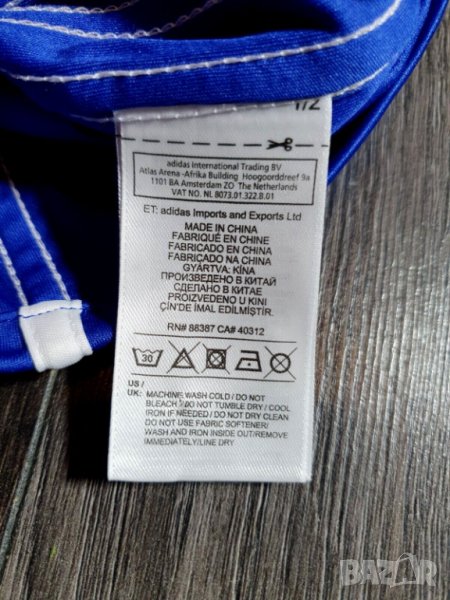 1/2
adidas International Trading BV
Atlas Arena -Afrika Building Hoogoorddreef 9a
1101 BA Amsterdam ZO The Netherlands
VAT NO. NL 8073.01.322.B.01
ET: adidas Imports and Exports Ltd
MADE IN CHINA
FABRIQUÉ EN CHINE
FABRICADO EN CHINA
FABRICADO NA CHINA
GYÁRTVA: KÍNA
ПРОИЗВЕДЕНО В КИТАЙ
СДЕЛАНО В КИТАЕ
PROIZVEDENO U KINI
ÇİN'DE İMAL EDİLMİŞTİR.
RN# 88387 CA# 40312
30
US /
UK: MACHINE WASH COLD / DO NOT
BLEACH / DO NOT TUMBLE DRY / COOL
IRON IF NEEDED / DO NOT DRY CLEAN
DO NOT USE FABRIC SOFTENER/
WASH AND IRON INSIDE OUT/REMOVE
IMMEDIATELY/LINE DRY
BAZAR